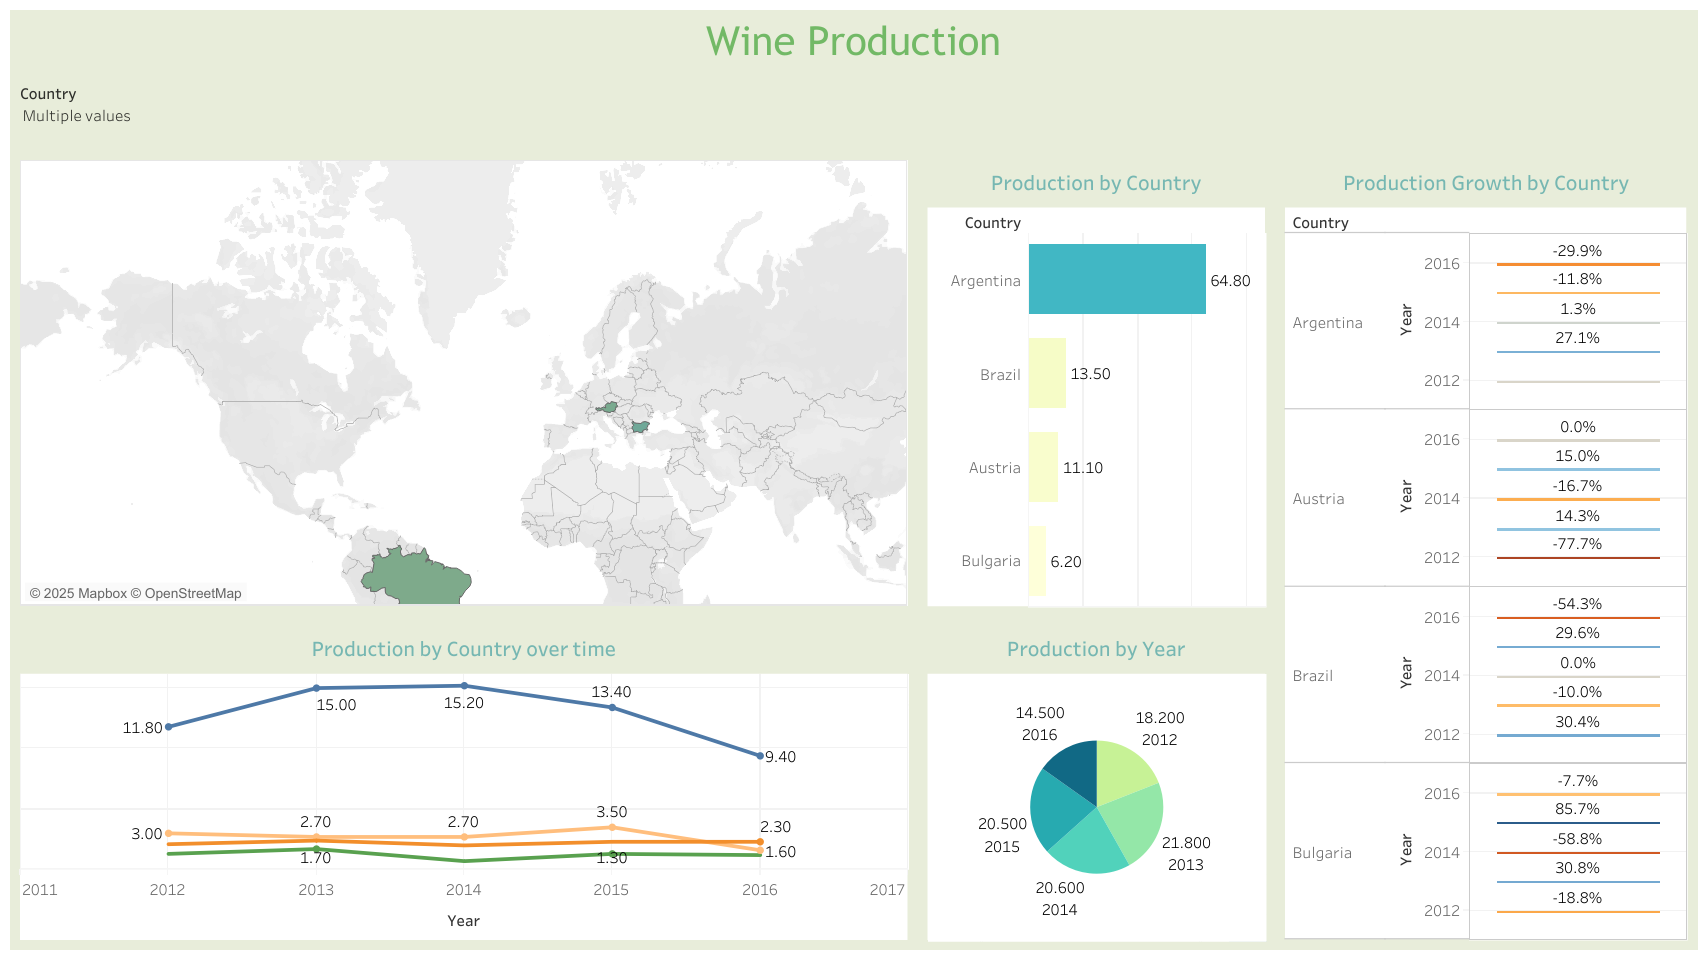 Wine Production
Country
Multiple values
© 2025 Mapbox © OpenStreetMap
Production by Country
Country
Argentina
64.80
Brazil
13.50
Austria
11.10
Bulgaria
6.20
Production Growth by Country
Country
Argentina
Year
2016
2014
2012
-29.9%
-11.8%
1.3%
27.1%
Austria
Year
2016
2014
2012
0.0%
15.0%
-16.7%
14.3%
-77.7%
Brazil
Year
2016
2014
2012
-54.3%
29.6%
0.0%
-10.0%
30.4%
Bulgaria
Year
2016
2014
2012
-7.7%
85.7%
-58.8%
30.8%
-18.8%
Production by Country over time
11.80
15.00
15.20
13.40
9.40
3.00
2.70
2.70
3.50
2.30
1.70
1.30
1.60
2011
2012
2013
2014
2015
2016
2017
Year
Production by Year
14.500
2016
18.200
2012
20.500
2015
21.800
2013
20.600
2014